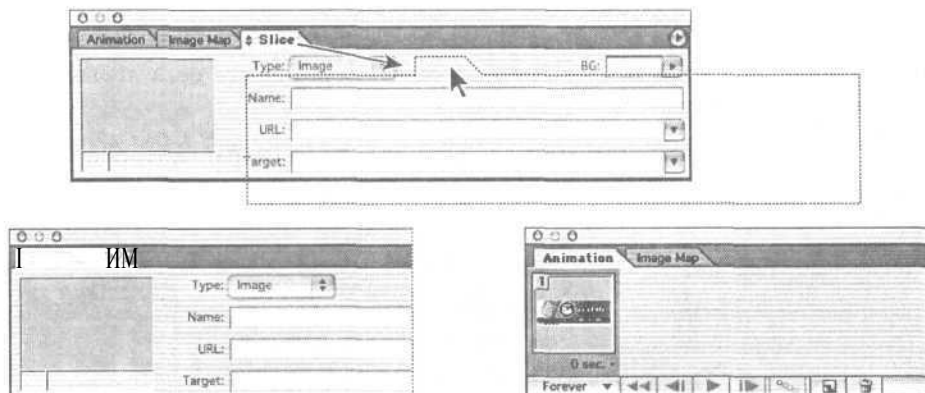 Animation Image Map Slice
Type: Image BG:
Name:
URL:
Target:
I ИМ
Type: Image
Name:
URL:
Target:
Animation Image Map
1
0 sec.
Forever